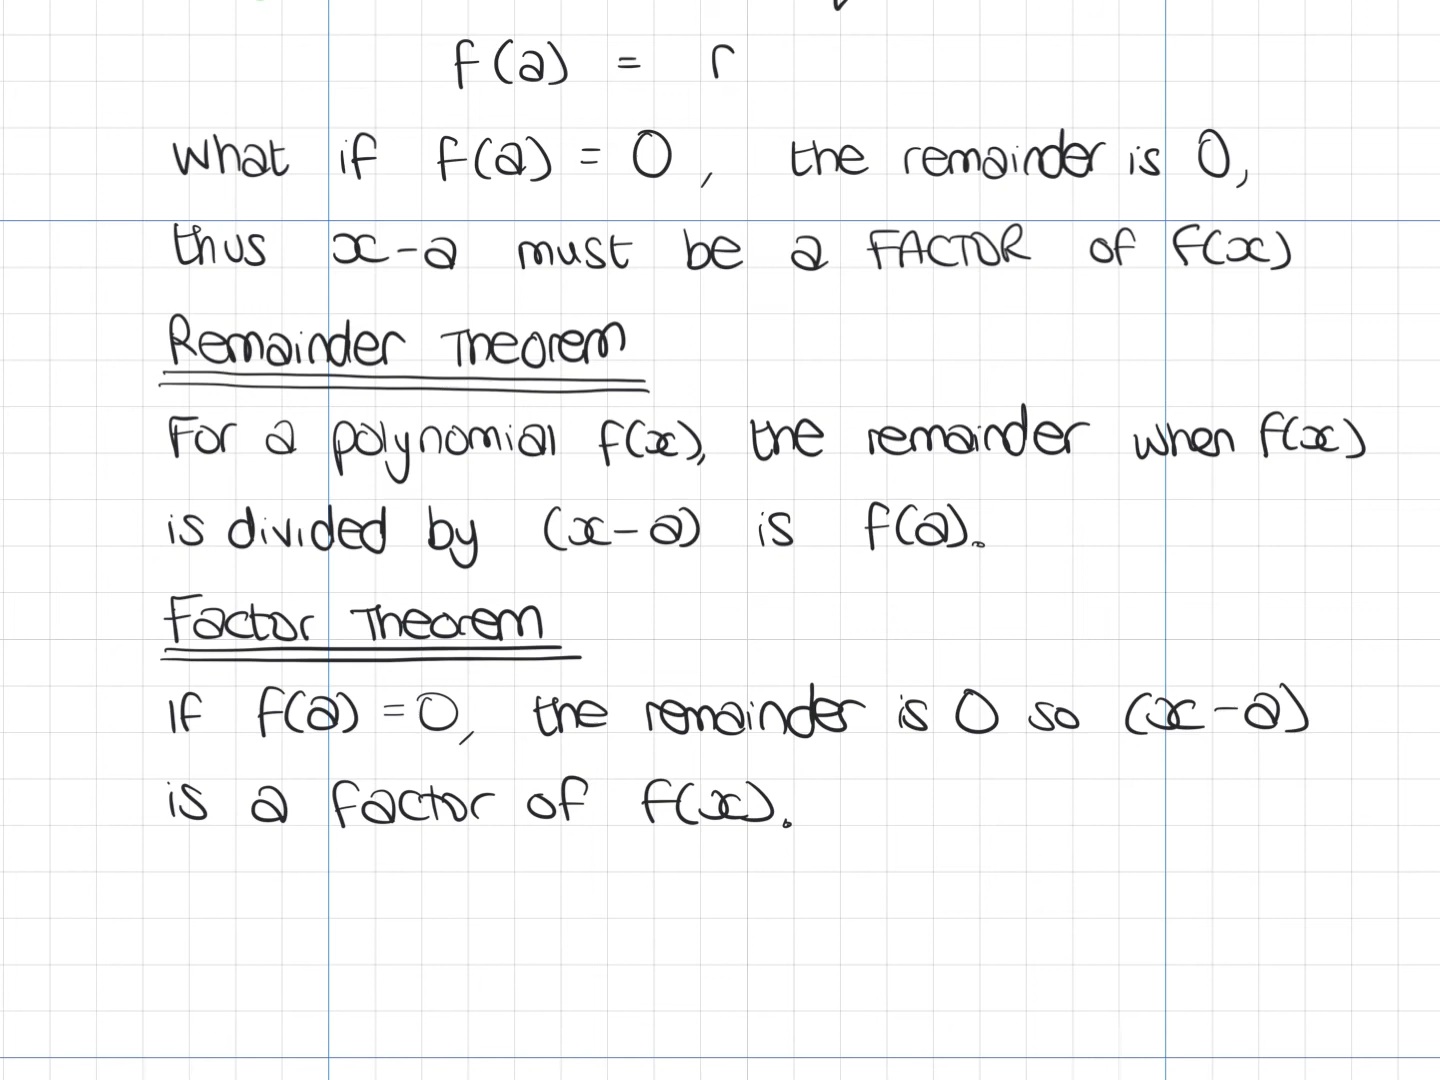 f(a) = r
What if f(a) = 0, the remainder is 0,
thus x-a must be a FACTOR of f(x)
Remainder Theorem
For a polynomial f(x), the remainder when f(x)
is divided by (x-a) is f(a).
Factor Theorem
If f(a) = 0, the remainder is 0 so (x-a)
is a factor of f(x).